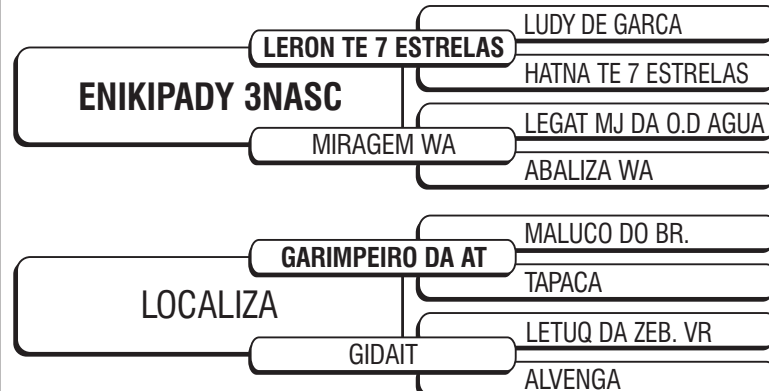 LUDY DE GARCA
LERON TE 7 ESTRELAS
HATNA TE 7 ESTRELAS
ENIKIPADY 3NASC
LEGAT MJ DA O.D AGUA
MIRAGEM WA
ABALIZA WA
MALUCO DO BR.
GARIMPEIRO DA AT
TAPACA
LOCALIZA
LETUQ DA ZEB. VR
GIDAIT
ALVENGA